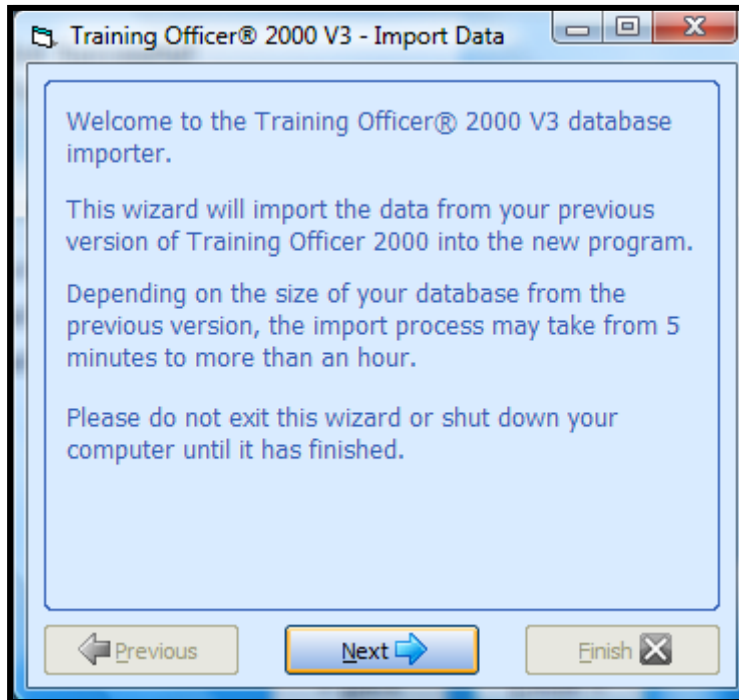 Training Officer® 2000 V3 - Import Data
Welcome to the Training Officer® 2000 V3 database
importer.
This wizard will import the data from your previous
version of Training Officer 2000 into the new program.
Depending on the size of your database from the
previous version, the import process may take from 5
minutes to more than an hour.
Please do not exit this wizard or shut down your
computer until it has finished.
Previous
Next
Finish